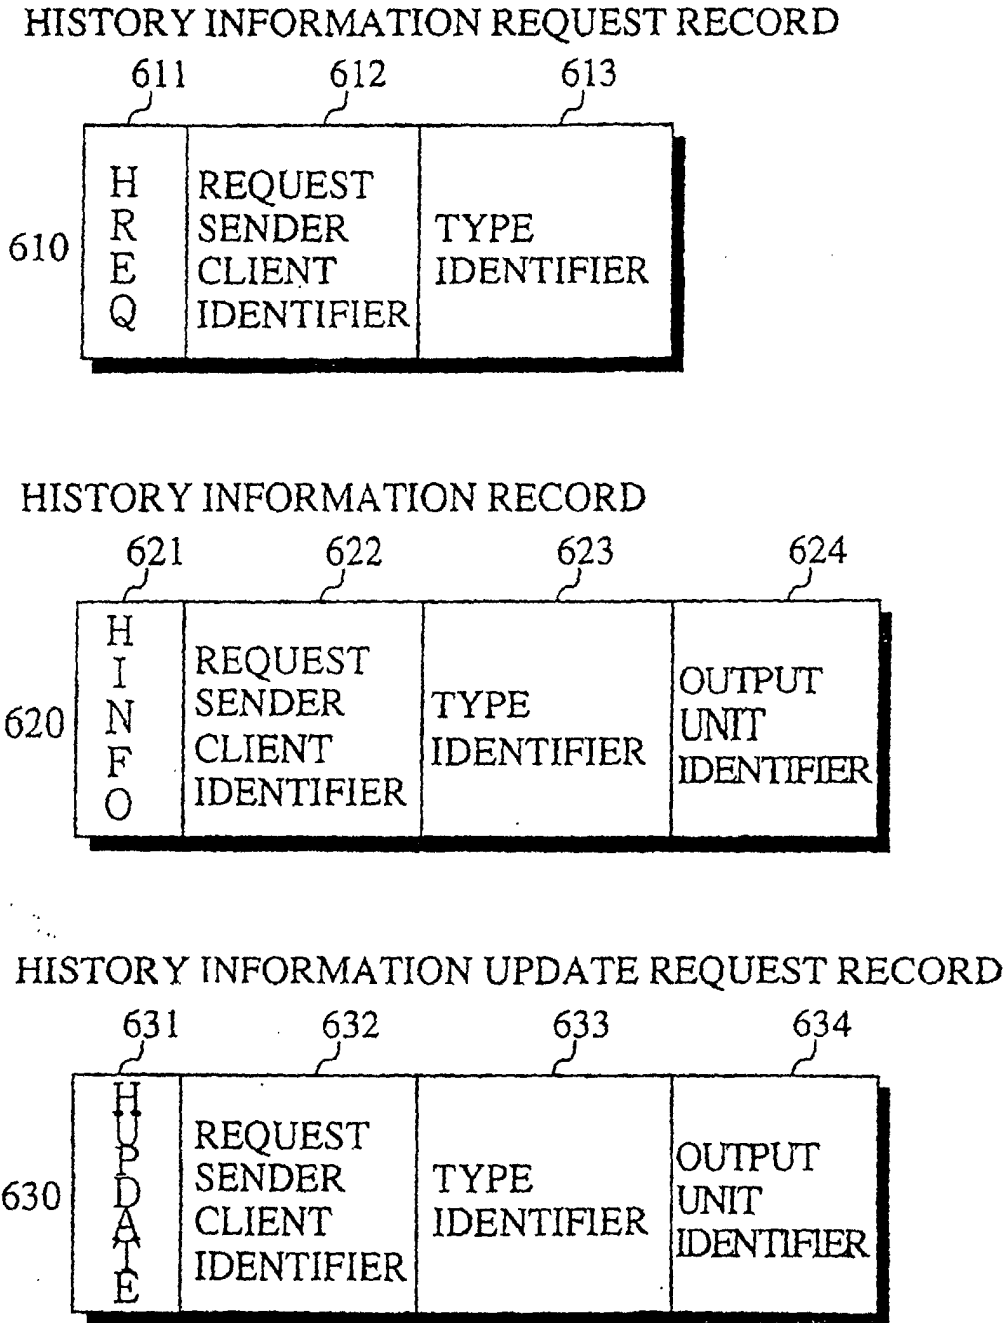 HISTORY INFORMATION REQUEST RECORD
611 612 613
610
H
R
E
Q
REQUEST
SENDER
CLIENT
IDENTIFIER
TYPE
IDENTIFIER
HISTORY INFORMATION RECORD
621 622 623 624
620
H
I
N
F
O
REQUEST
SENDER
CLIENT
IDENTIFIER
TYPE
IDENTIFIER
OUTPUT
UNIT
IDENTIFIER
HISTORY INFORMATION UPDATE REQUEST RECORD
631 632 633 634
630
H
U
P
D
A
T
E
REQUEST
SENDER
CLIENT
IDENTIFIER
TYPE
IDENTIFIER
OUTPUT
UNIT
IDENTIFIER